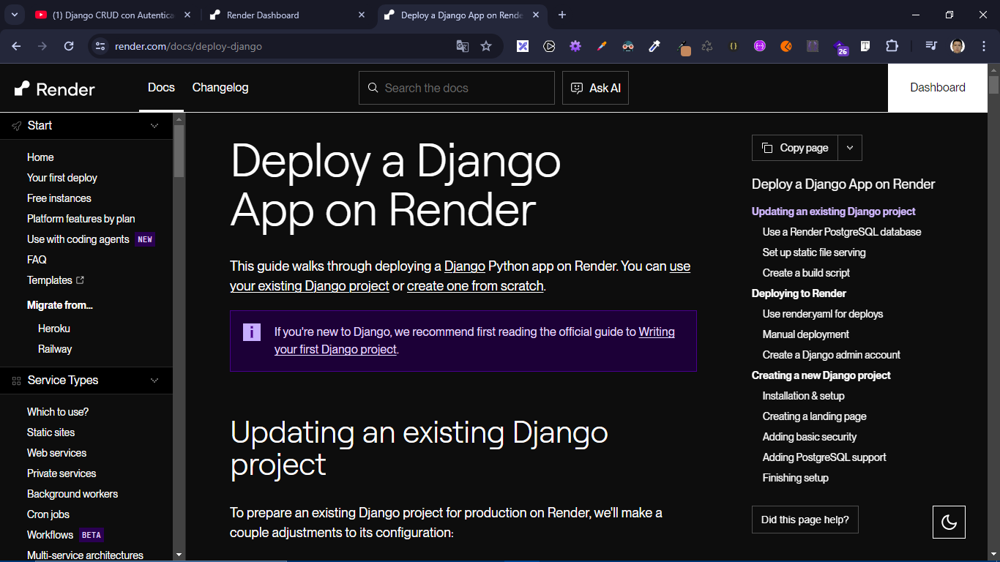 (1) Django CRUD con Autentica
Render Dashboard
Deploy a Django App on Rende
render.com/docs/deploy-django
26
Render
Docs
Changelog
Search the docs
Ask AI
Dashboard
Start
Home
Your first deploy
Free instances
Platform features by plan
Use with coding agents NEW
FAQ
Templates
Migrate from...
Heroku
Railway
Service Types
Which to use?
Static sites
Web services
Private services
Background workers
Cron jobs
Workflows BETA
Multi-service architectures
Deploy a Django
App on Render
This guide walks through deploying a Django Python app on Render. You can use
your existing Django project or create one from scratch.
i
If you're new to Django, we recommend first reading the official guide to Writing
your first Django project.
Updating an existing Django
project
To prepare an existing Django project for production on Render, we'll make a
couple adjustments to its configuration:
Copy page
Deploy a Django App on Render
Updating an existing Django project
Use a Render PostgreSQL database
Set up static file serving
Create a build script
Deploying to Render
Use render.yaml for deploys
Manual deployment
Create a Django admin account
Creating a new Django project
Installation & setup
Creating a landing page
Adding basic security
Adding PostgreSQL support
Finishing setup
Did this page help?